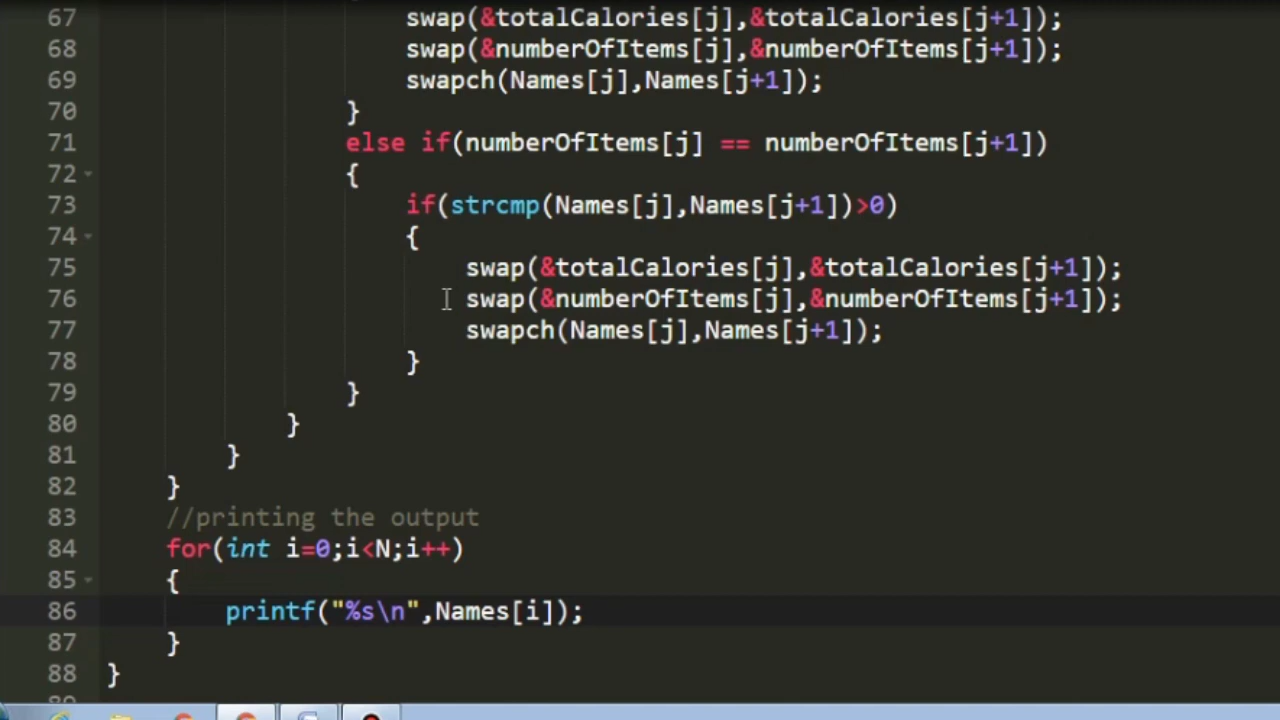 67 swap(&totalCalories[j],&totalCalories[j+1]);
68 swap(&numberOfItems[j],&numberOfItems[j+1]);
69 swapch(Names[j],Names[j+1]);
70 }
71 else if(numberOfItems[j] == numberOfItems[j+1])
72 {
73 if(strcmp(Names[j],Names[j+1])>0)
74 {
75 swap(&totalCalories[j],&totalCalories[j+1]);
76 swap(&numberOfItems[j],&numberOfItems[j+1]);
77 swapch(Names[j],Names[j+1]);
78 }
79 }
80 }
81 }
82 }
83 //printing the output
84 for(int i=0;i<N;i++)
85 {
86 printf("%s\n",Names[i]);
87 }
88 }